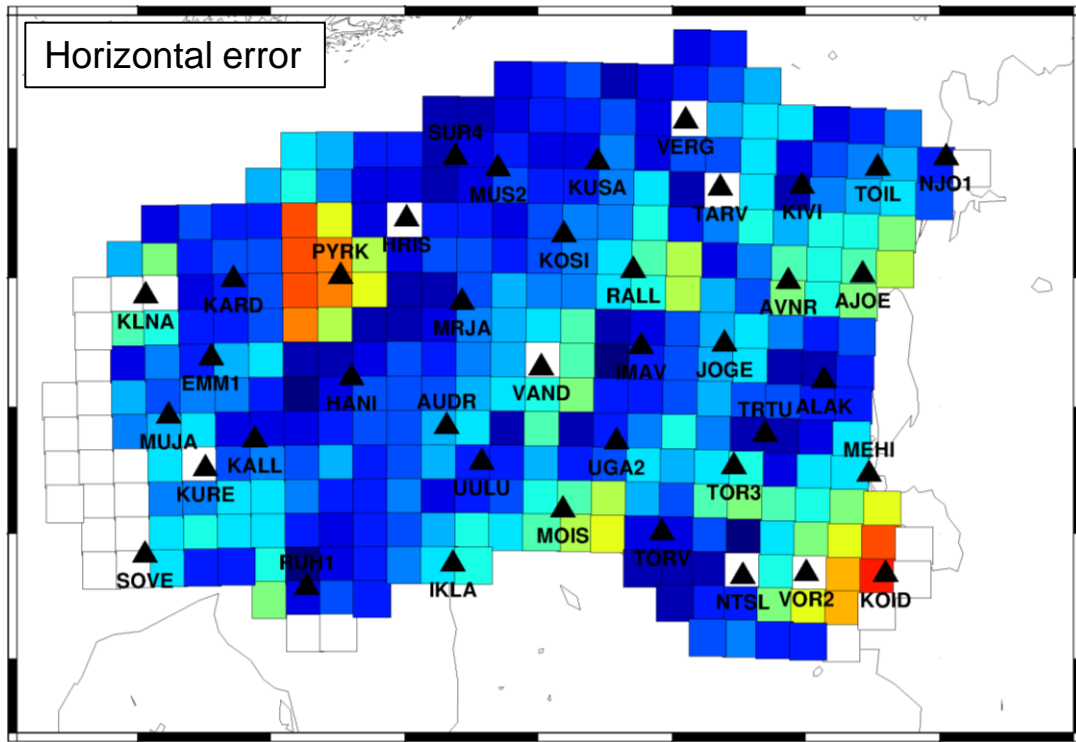 Horizontal error
SUR4
VERG
MUS2
KUSA
NJO1
TOIL
TARV
KIVI
HRIS
PYRK
KOSI
KARD
RALL
AVNR
AJOE
KLNA
MRJA
EMM1
IMAV
JOGE
VAND
HANI
AUDR
TRTU
ALAK
MUJA
MEHI
KALL
UGA2
KURE
UULU
TOR3
MOIS
TORV
RUH1
SOVE
IKLA
NTSL
VOR2
KOID